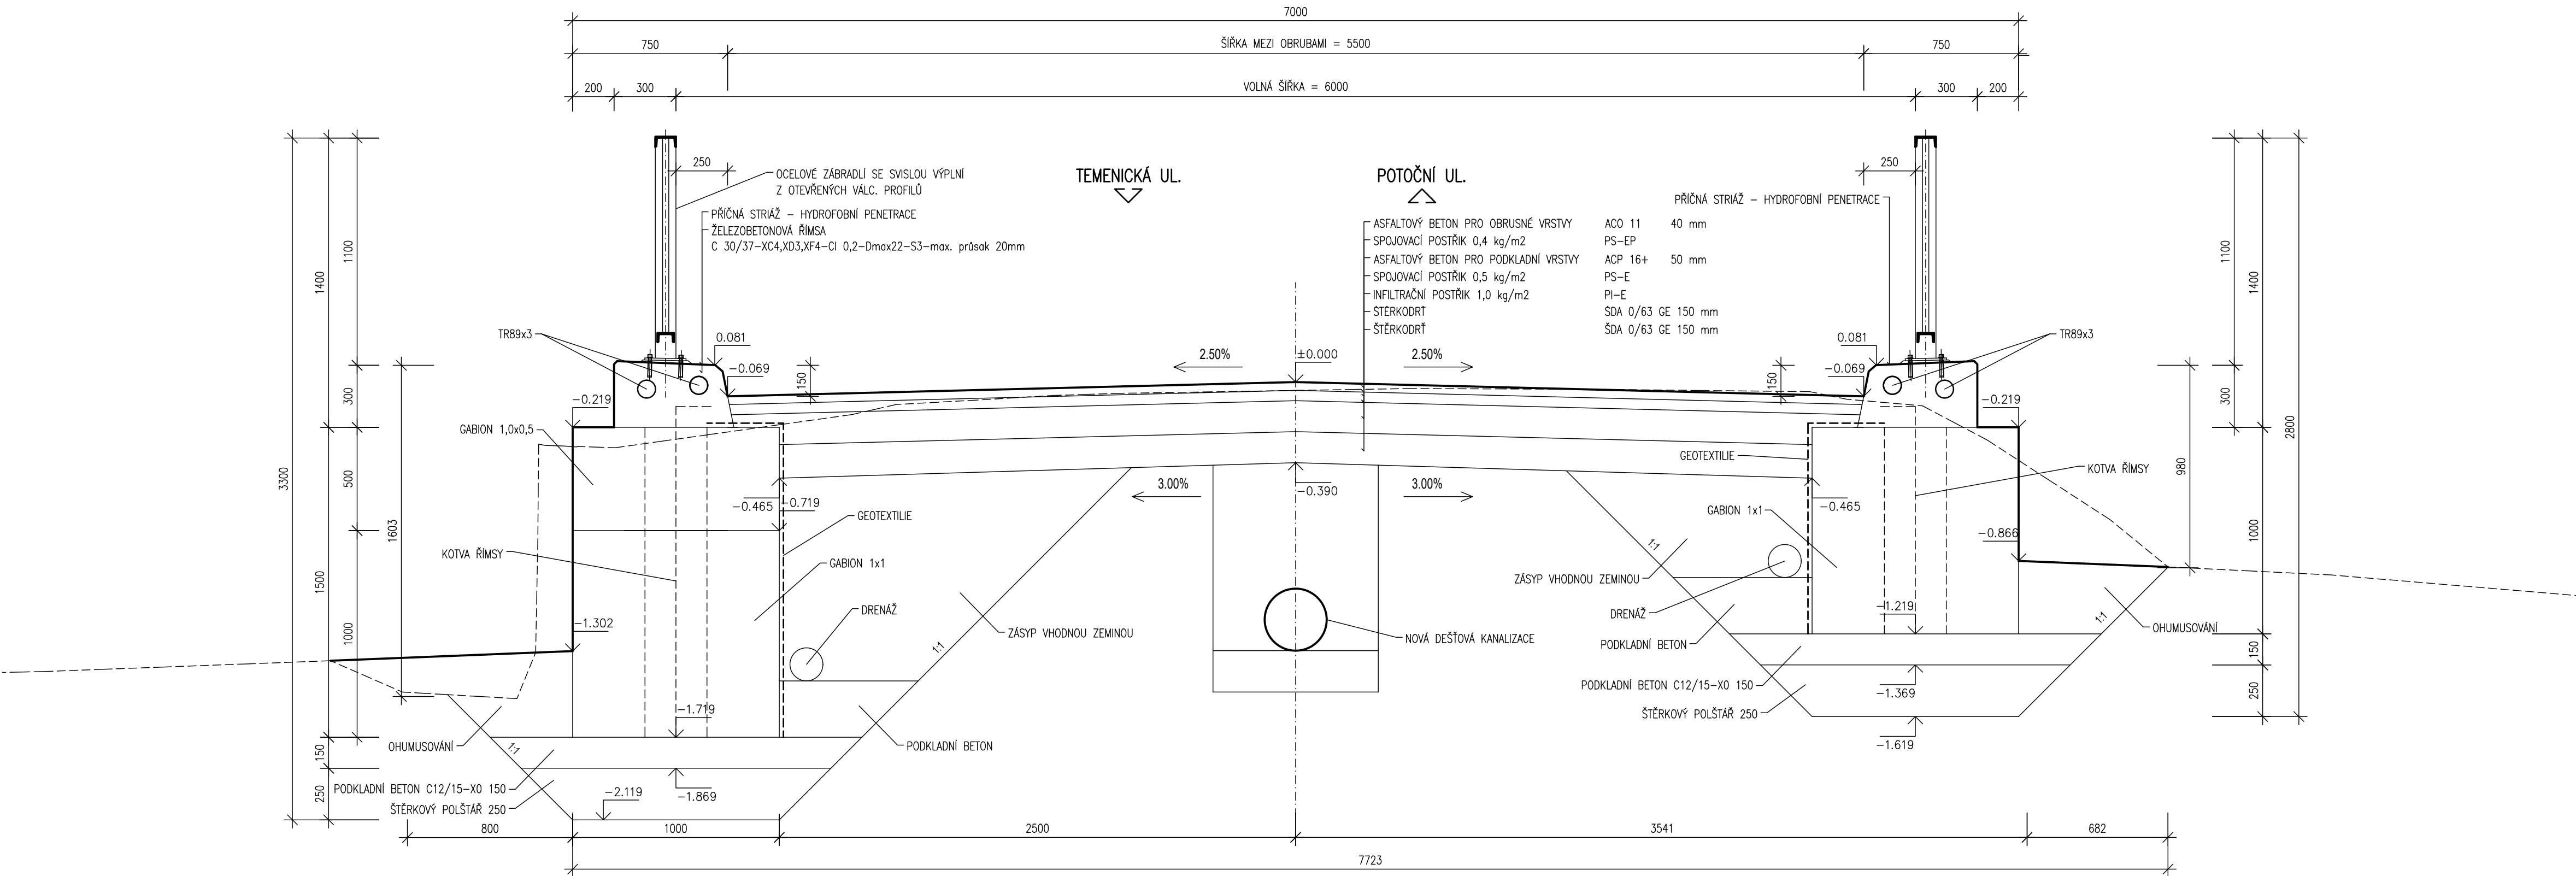 7000
750
ŠÍŘKA MEZI OBRUBAMI = 5500
750
200
300
VOLNÁ ŠÍŘKA = 6000
300
200
250
OCELOVÉ ZÁBRADLÍ SE SVISLOU VÝPLNÍ
Z OTEVŘENÝCH VÁLC. PROFILŮ
PŘÍČNÁ STRIÁŽ - HYDROFOBNÍ PENETRACE
ŽELEZOBETONOVÁ ŘÍMSA
C 30/37-XC4,XD3,XF4-Cl 0,2-Dmax22-S3-max. průsak 20mm
TEMENICKÁ UL.
POTOČNÍ UL.
250
PŘÍČNÁ STRIÁŽ - HYDROFOBNÍ PENETRACE
ASFALTOVÝ BETON PRO OBRUSNÉ VRSTVY ACO 11 40 mm
SPOJOVACÍ POSTŘIK 0,4 kg/m2 PS-EP
ASFALTOVÝ BETON PRO PODKLADNÍ VRSTVY ACP 16+ 50 mm
SPOJOVACÍ POSTŘIK 0,5 kg/m2 PS-E
INFILTRAČNÍ POSTŘIK 1,0 kg/m2 PI-E
ŠTĚRKODRŤ ŠDA 0/63 GE 150 mm
ŠTĚRKODRŤ ŠDA 0/63 GE 150 mm
3300
1400
1100
300
1500
500
1000
150
250
1603
TR89x3
0.081
-0.069
150
-0.219
GABION 1,0x0,5
2.50%
±0.000
2.50%
-0.465
-0.719
GEOTEXTILIE
KOTVA ŘÍMSY
GABION 1x1
DRENÁŽ
-1.302
ZÁSYP VHODNOU ZEMINOU
1:1
3.00%
-0.390
3.00%
NOVÁ DEŠŤOVÁ KANALIZACE
-1.719
OHUMUSOVÁNÍ
1:1
PODKLADNÍ BETON
PODKLADNÍ BETON C12/15-X0 150
ŠTĚRKOVÝ POLŠTÁŘ 250
-2.119
-1.869
0.081
-0.069
150
TR89x3
-0.219
GEOTEXTILIE
KOTVA ŘÍMSY
-0.465
GABION 1x1
-0.866
1:1
ZÁSYP VHODNOU ZEMINOU
DRENÁŽ
-1.219
1:1
OHUMUSOVÁNÍ
PODKLADNÍ BETON
PODKLADNÍ BETON C12/15-X0 150
-1.369
ŠTĚRKOVÝ POLŠTÁŘ 250
-1.619
1100
300
1400
2800
980
1000
150
250
800
1000
2500
3541
682
7723